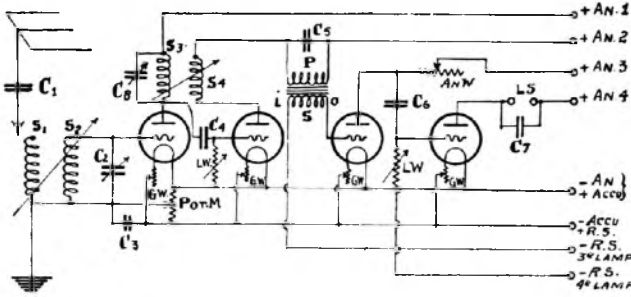 + AN. 1
+ AN. 2
+ AN. 3
+ AN. 4
C1
S3
C8
S4
C5
P
S
C4
C6
ANW
LS
C7
S1
S2
C2
LW
LW
GW.
GW.
GW
GW
POT.M
C3
- AN }
+ ACCU }
- ACCU
+ R.S.
- R.S.
3e LAMP
- R.S.
4e LAMP